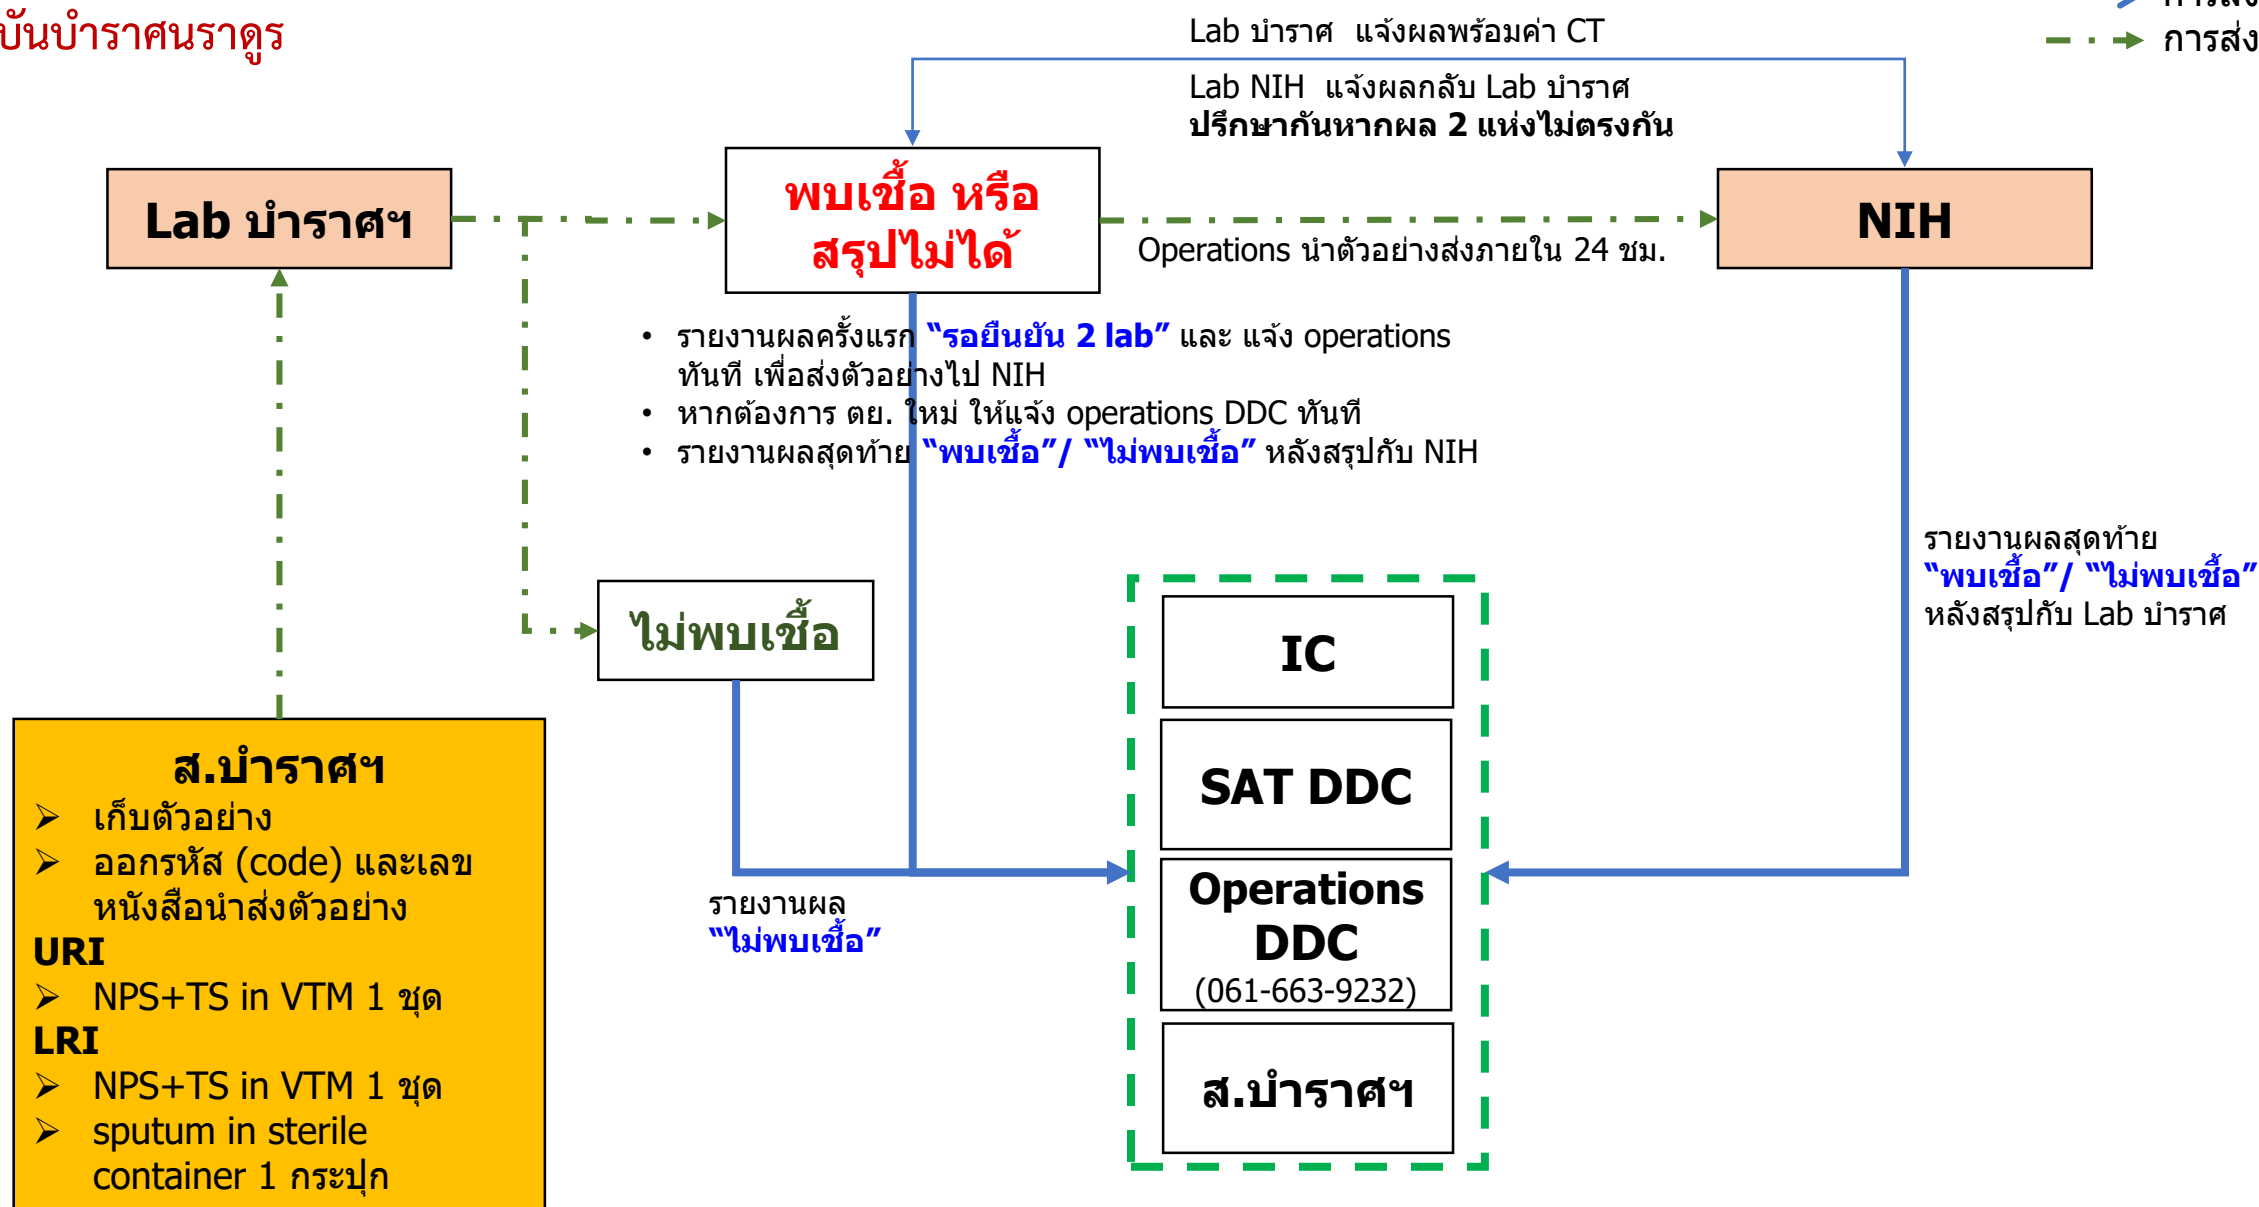 บันบำราศนราดูร
การส่ง
Lab บำราศ แจ้งผลพร้อมค่า CT
Lab NIH แจ้งผลกลับ Lab บำราศ
ปรึกษากันหากผล 2 แห่งไม่ตรงกัน
Lab บำราศฯ
พบเชื้อ หรือ
สรุปไม่ได้
Operations นำตัวอย่างส่งภายใน 24 ชม.
NIH
• รายงานผลครั้งแรก “รอยืนยัน 2 lab” และ แจ้ง operations
ทันที เพื่อส่งตัวอย่างไป NIH
• หากต้องการ ตย. ใหม่ ให้แจ้ง operations DDC ทันที
• รายงานผลสุดท้าย “พบเชื้อ”/ “ไม่พบเชื้อ” หลังสรุปกับ NIH
รายงานผลสุดท้าย
“พบเชื้อ”/ “ไม่พบเชื้อ”
หลังสรุปกับ Lab บำราศ
ไม่พบเชื้อ
รายงานผล
“ไม่พบเชื้อ”
IC
SAT DDC
Operations
DDC
(061-663-9232)
ส.บำราศฯ
ส.บำราศฯ
➢ เก็บตัวอย่าง
➢ ออกรหัส (code) และเลข
หนังสือนำส่งตัวอย่าง
URI
➢ NPS+TS in VTM 1 ชุด
LRI
➢ NPS+TS in VTM 1 ชุด
➢ sputum in sterile
container 1 กระปุก